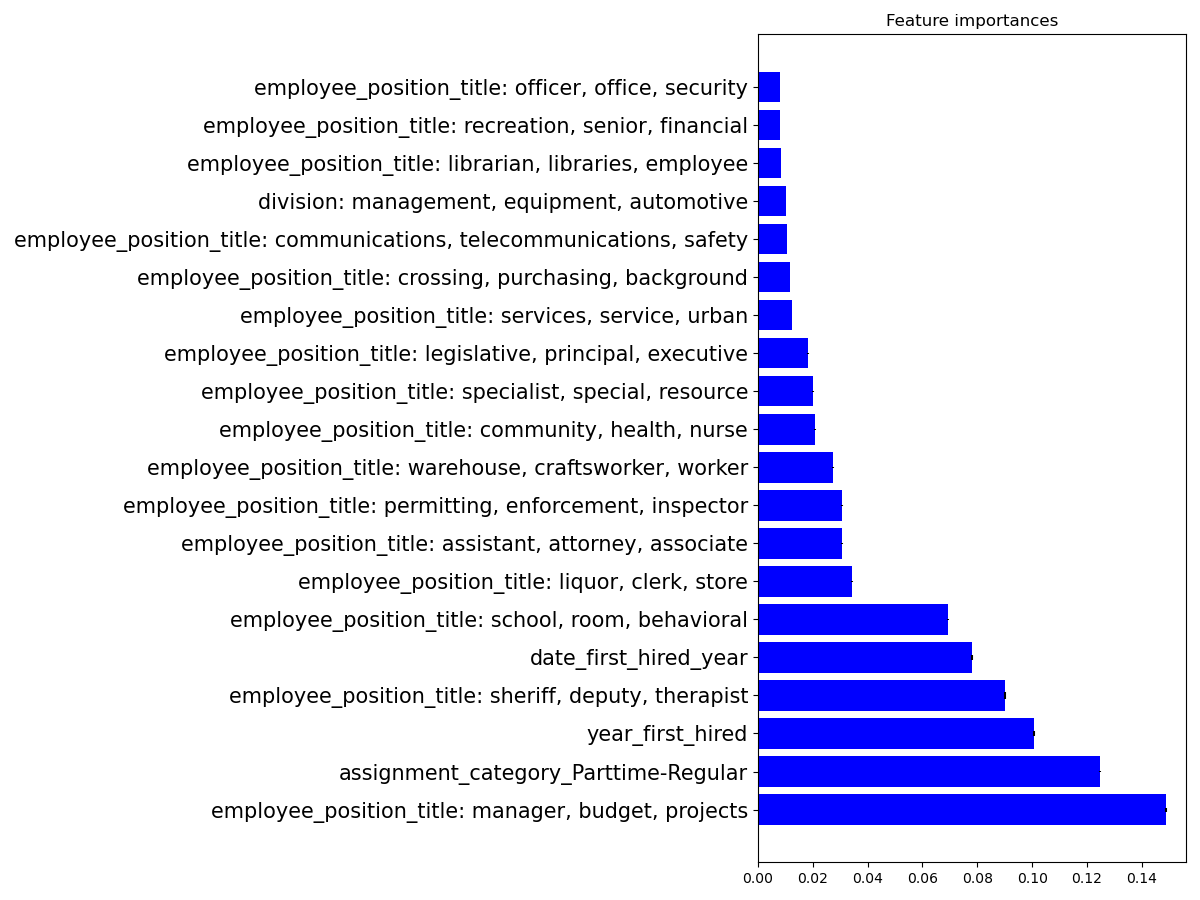 Feature importances
employee_position_title: officer, office, security
employee_position_title: recreation, senior, financial
employee_position_title: librarian, libraries, employee
division: management, equipment, automotive
employee_position_title: communications, telecommunications, safety
employee_position_title: crossing, purchasing, background
employee_position_title: services, service, urban
employee_position_title: legislative, principal, executive
employee_position_title: specialist, special, resource
employee_position_title: community, health, nurse
employee_position_title: warehouse, craftsworker, worker
employee_position_title: permitting, enforcement, inspector
employee_position_title: assistant, attorney, associate
employee_position_title: liquor, clerk, store
employee_position_title: school, room, behavioral
date_first_hired_year
employee_position_title: sheriff, deputy, therapist
year_first_hired
assignment_category_Parttime-Regular
employee_position_title: manager, budget, projects
0.00 0.02 0.04 0.06 0.08 0.10 0.12 0.14